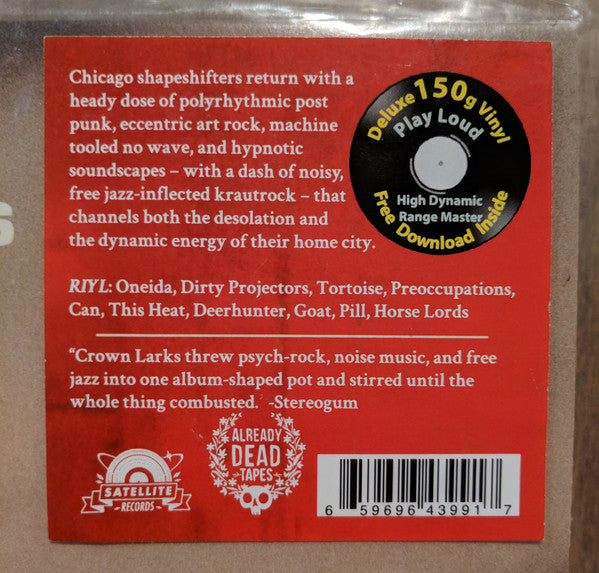 Chicago shapeshifters return with a
heady dose of polyrhythmic post
punk, eccentric art rock, machine
tooled no wave, and hypnotic
soundscapes – with a dash of noisy,
free jazz-inflected krautrock – that
channels both the desolation and
the dynamic energy of their home city.
Deluxe 150g Vinyl
Play Loud
High Dynamic
Range Master
Free Download Inside
RIYL: Oneida, Dirty Projectors, Tortoise, Preoccupations,
Can, This Heat, Deerhunter, Goat, Pill, Horse Lords
“Crown Larks threw psych-rock, noise music, and free
jazz into one album-shaped pot and stirred until the
whole thing combusted. -Stereogum
SATELLITE
RECORDS
ALREADY
DEAD
TAPES
6 59696 43991 7